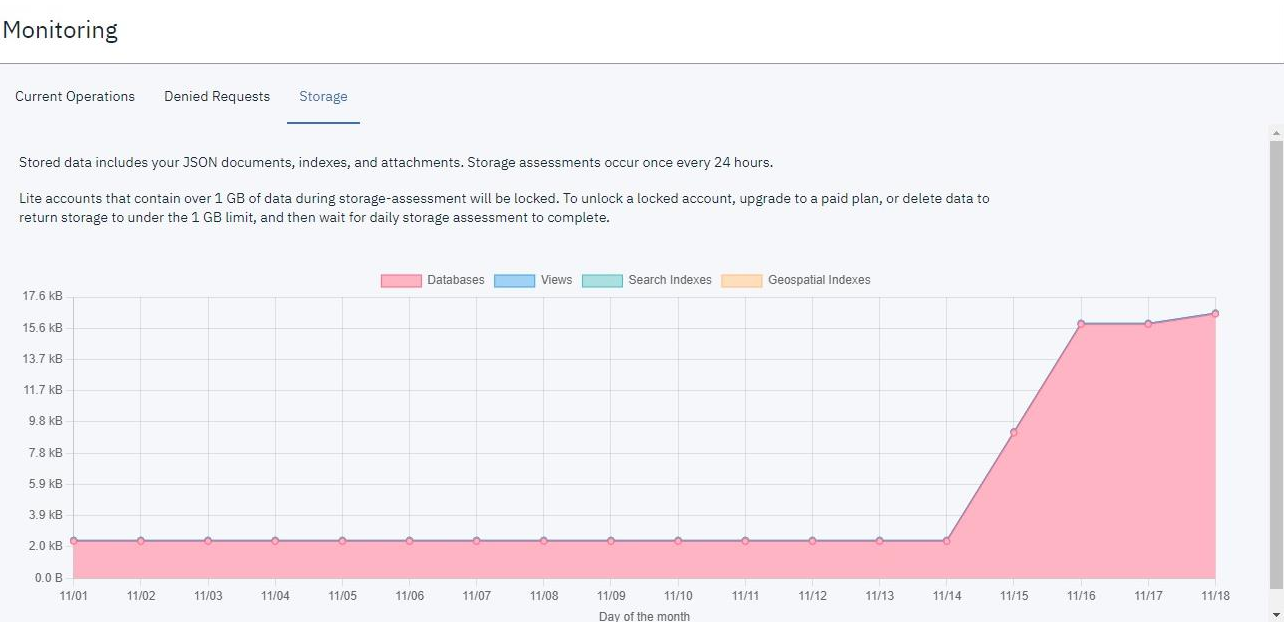 Monitoring
Current Operations Denied Requests Storage
Stored data includes your JSON documents, indexes, and attachments. Storage assessments occur once every 24 hours.
Lite accounts that contain over 1 GB of data during storage-assessment will be locked. To unlock a locked account, upgrade to a paid plan, or delete data to
return storage to under the 1 GB limit, and then wait for daily storage assessment to complete.
Databases Views Search Indexes Geospatial Indexes
17.6 kB
15.6 kB
13.7 kB
11.7 kB
9.8 kB
7.8 kB
5.9 kB
3.9 kB
2.0 kB
0.0 B
11/01 11/02 11/03 11/04 11/05 11/06 11/07 11/08 11/09 11/10 11/11 11/12 11/13 11/14 11/15 11/16 11/17 11/18
Day of the month